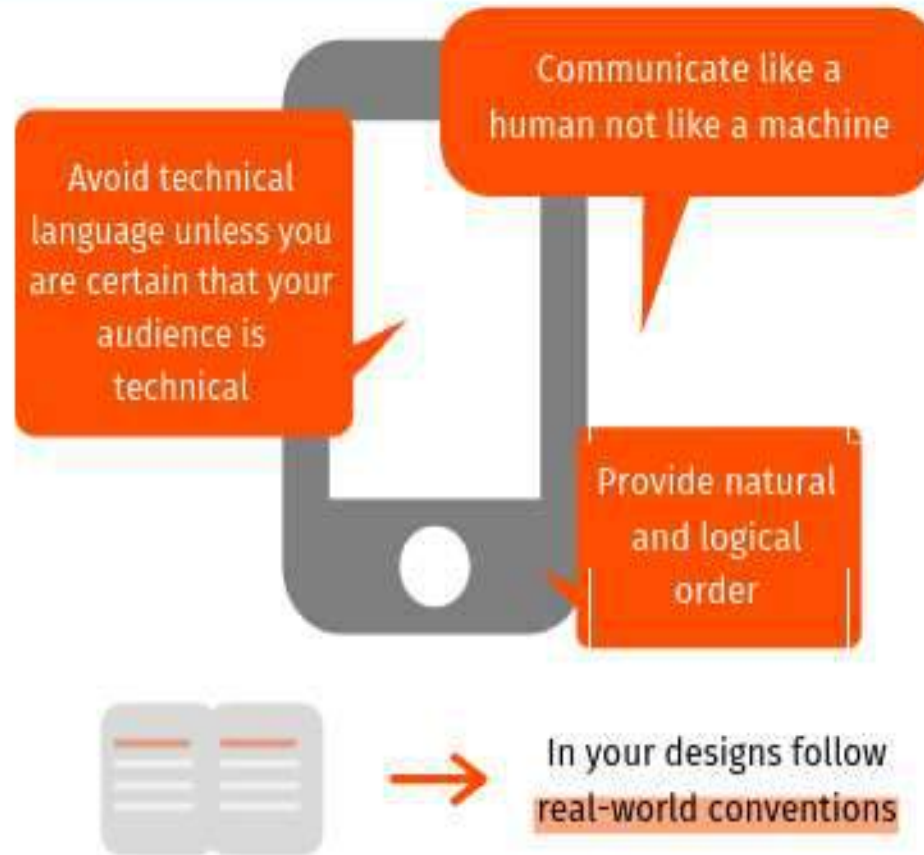 Communicate like a
human not like a machine
Avoid technical
language unless you
are certain that your
audience is
technical
Provide natural
and logical
order
In your designs follow
real-world conventions